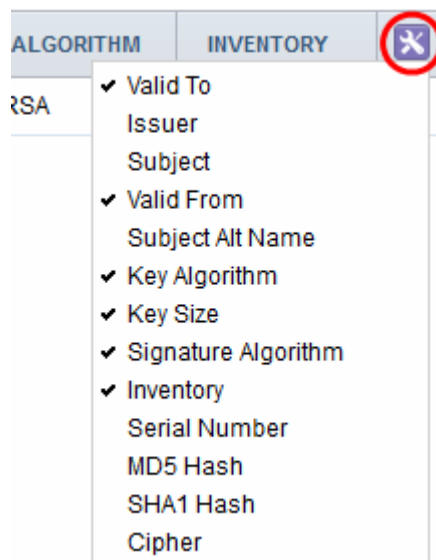 ALGORITHM INVENTORY
RSA
Valid To
Issuer
Subject
Valid From
Subject Alt Name
Key Algorithm
Key Size
Signature Algorithm
Inventory
Serial Number
MD5 Hash
SHA1 Hash
Cipher